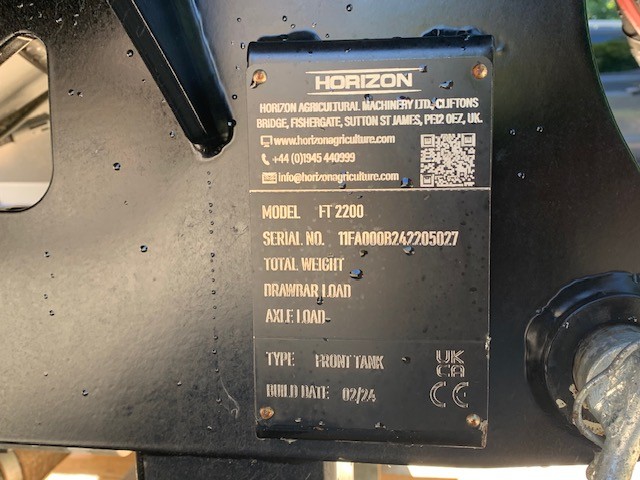 HORIZON
HORIZON AGRICULTURAL MACHINERY LTD, CLIFTONS
BRIDGE, FISHERGATE, SUTTON ST JAMES, PE12 0EZ, UK.
www.horizonagriculture.com
+44 (0)1945 440999
info@horizonagriculture.com
MODEL FT 2200
SERIAL NO. 11FA000B242205027
TOTAL WEIGHT
DRAWBAR LOAD
AXLE LOAD
TYPE FRONT TANK
UK
CA
BUILD DATE 02/24
CE